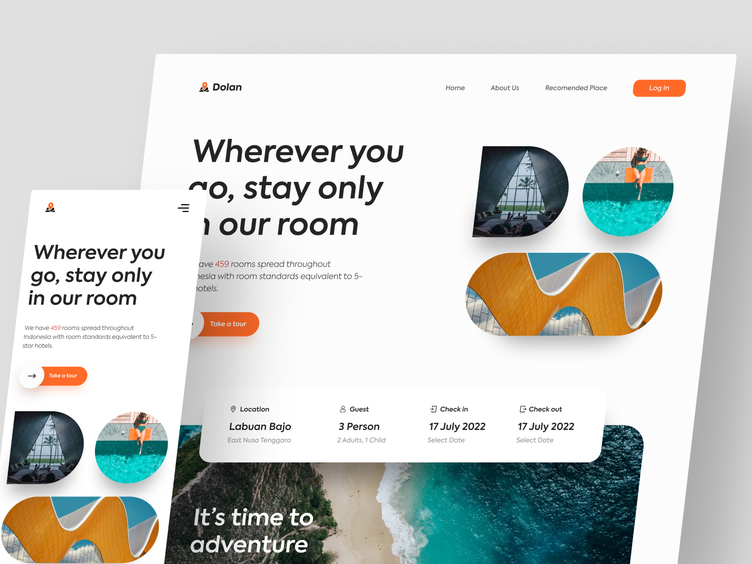 Dolan
Home
About Us
Recomended Place
Log In
Wherever you
go, stay only
in our room
have 459 rooms spread throughout
nesia with room standards equivalent to 5-
hotels.
Take a tour
Location
Labuan Bajo
East Nusa Tenggara
Guest
3 Person
2 Adults, 1 Child
Check in
17 July 2022
Select Date
Check out
17 July 2022
Select Date
It's time to
adventure
Wherever you
go, stay only
in our room
We have 459 rooms spread throughout
Indonesia with room standards equivalent to 5-
star hotels.
Take a tour